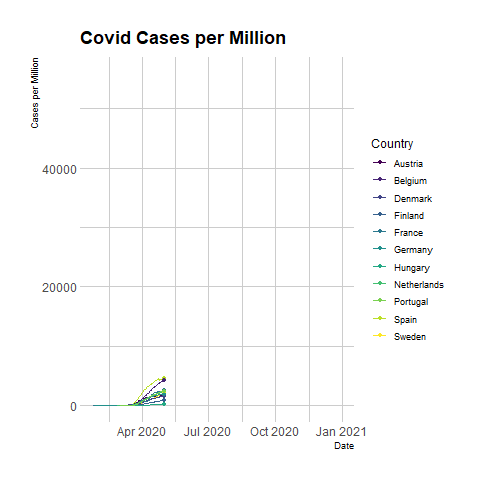 Covid Cases per Million
Cases per Million
40000
20000
0
Apr 2020
Jul 2020
Oct 2020
Jan 2021
Date
Country
Austria
Belgium
Denmark
Finland
France
Germany
Hungary
Netherlands
Portugal
Spain
Sweden